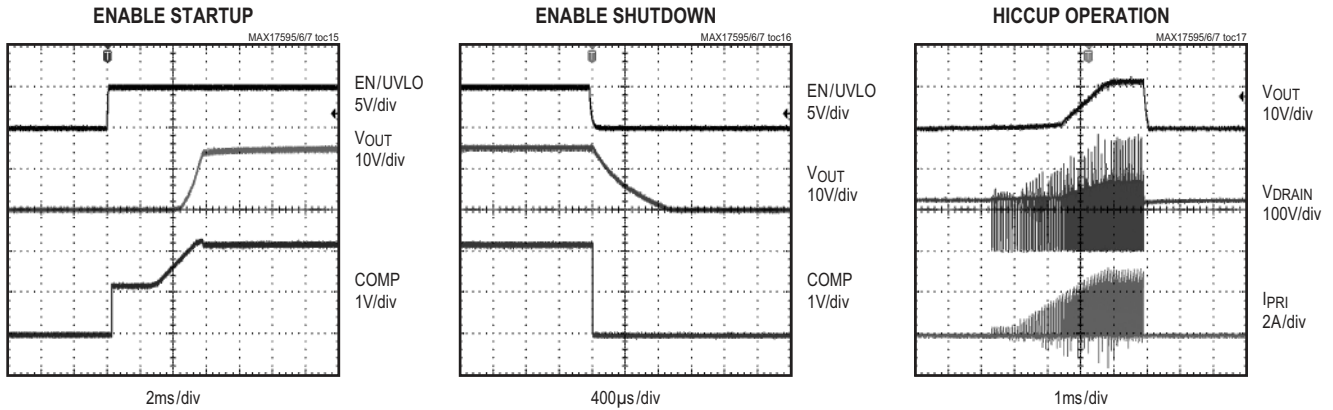 ENABLE STARTUP
MAX17595/6/7 toc15
T
EN/UVLO
5V/div
VOUT
10V/div
COMP
1V/div
2ms/div
ENABLE SHUTDOWN
MAX17595/6/7 toc16
T
EN/UVLO
5V/div
VOUT
10V/div
COMP
1V/div
400µs/div
HICCUP OPERATION
MAX17595/6/7 toc17
T
VOUT
10V/div
VDRAIN
100V/div
IPRI
2A/div
1ms/div